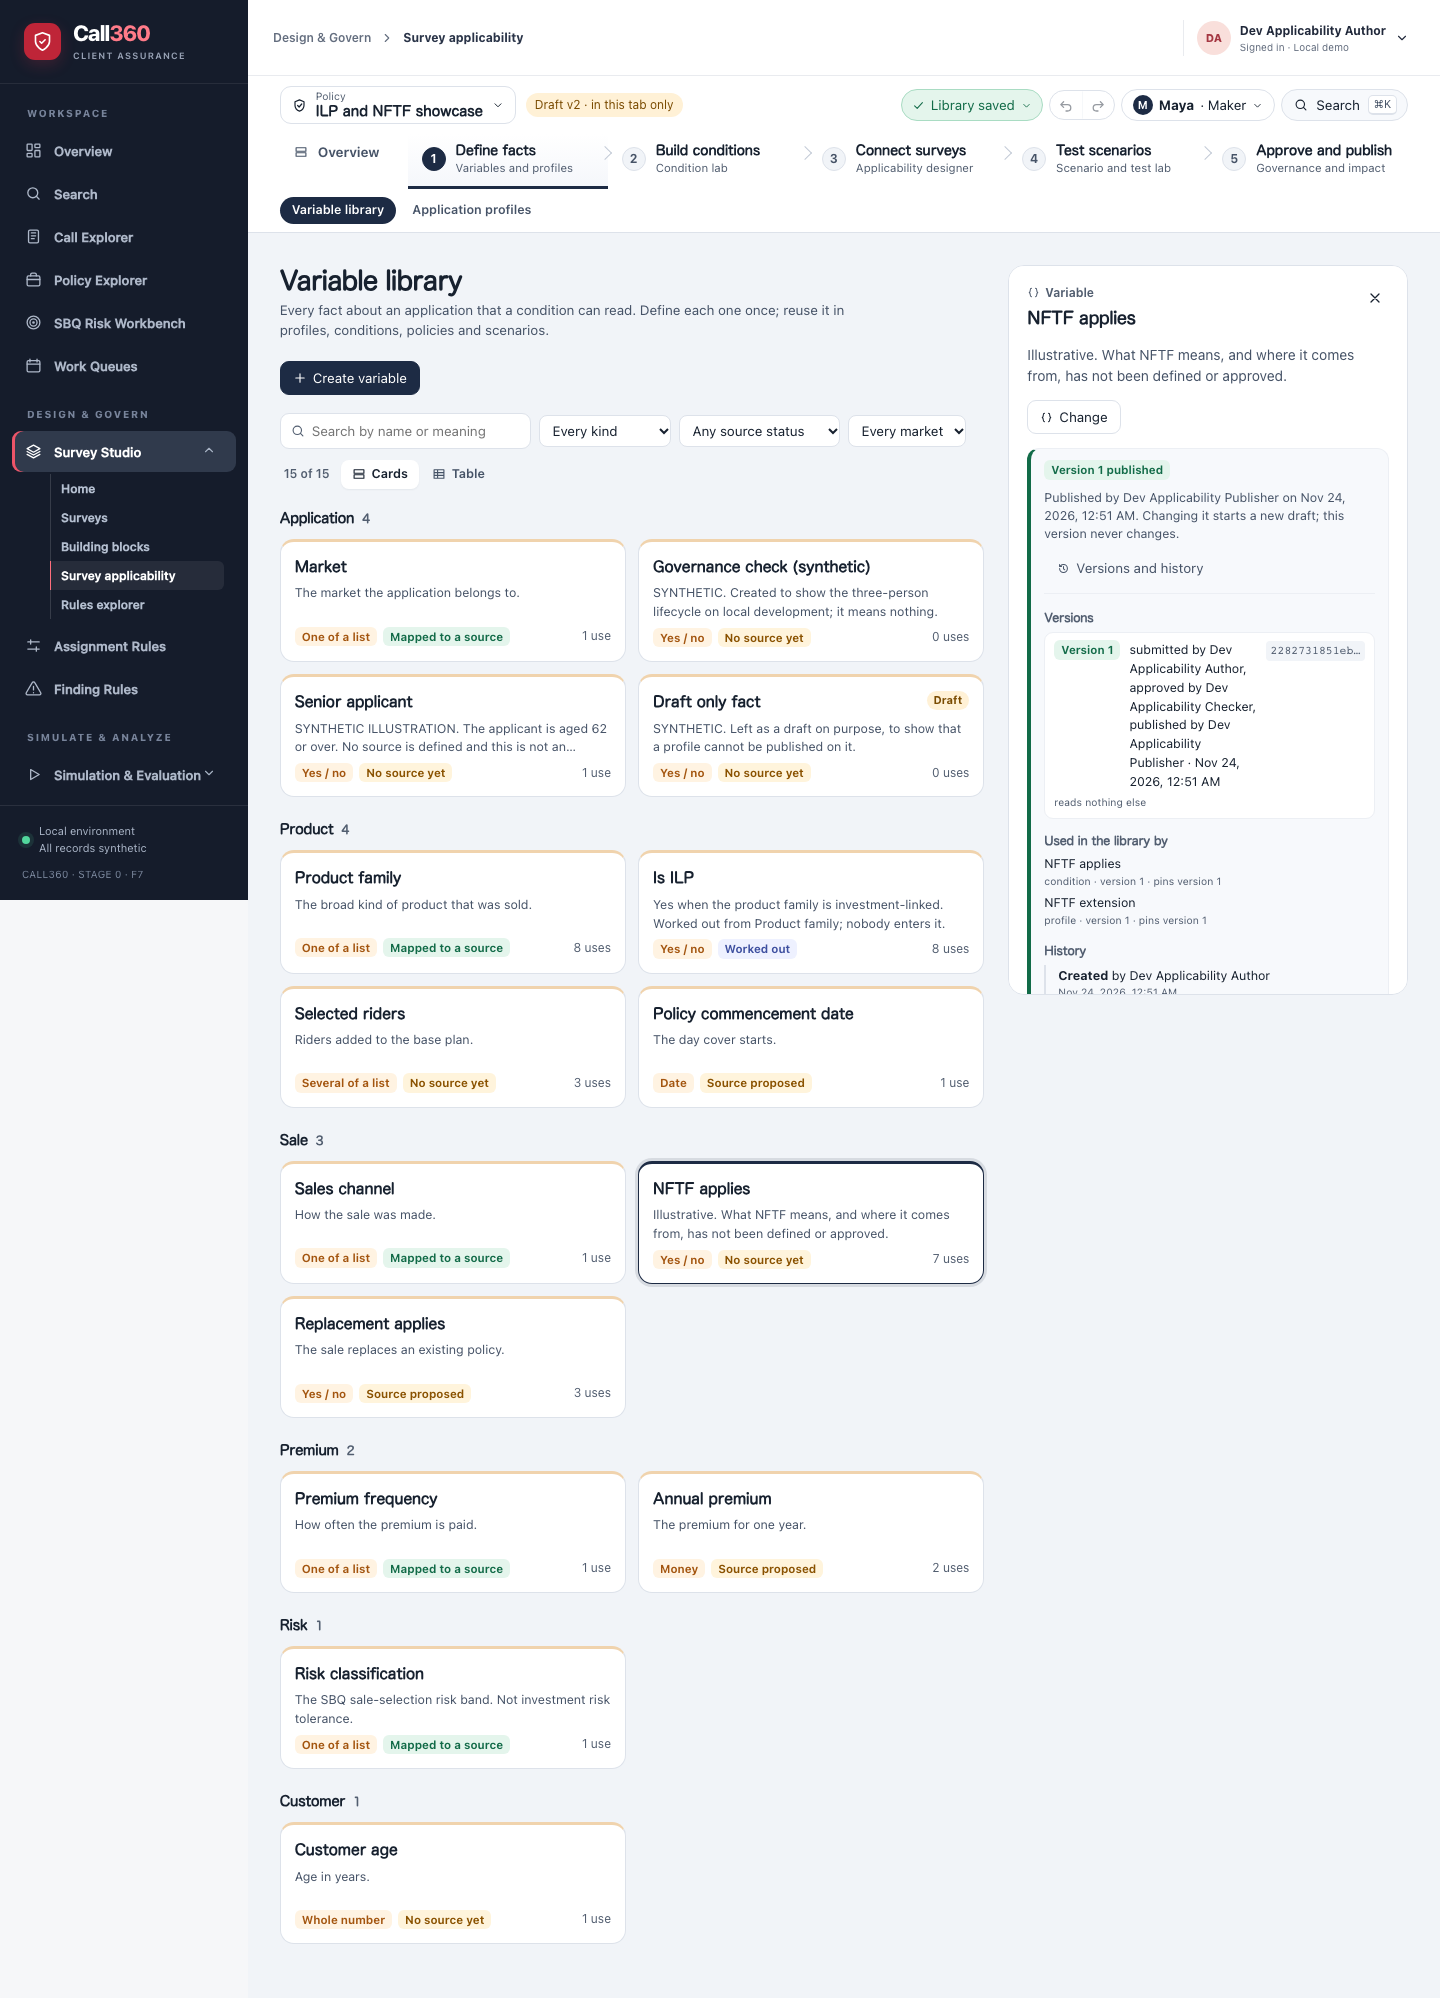 Call360
CLIENT ASSURANCE
WORKSPACE
Overview
Search
Call Explorer
Policy Explorer
SBQ Risk Workbench
Work Queues
DESIGN & GOVERN
Survey Studio
Home
Surveys
Building blocks
Survey applicability
Rules explorer
Assignment Rules
Finding Rules
SIMULATE & ANALYZE
Simulation & Evaluation
Local environment
All records synthetic
CALL360 · STAGE 0 · F7
Design & Govern
Survey applicability
DA
Dev Applicability Author
Signed in · Local demo
Policy
ILP and NFTF showcase
Draft v2 · in this tab only
Library saved
M Maya · Maker
Search ⌘K
Overview
1 Define facts
Variables and profiles
2 Build conditions
Condition lab
3 Connect surveys
Applicability designer
4 Test scenarios
Scenario and test lab
5 Approve and publish
Governance and impact
Variable library
Application profiles
Variable library
Every fact about an application that a condition can read. Define each one once; reuse it in
profiles, conditions, policies and scenarios.
+ Create variable
Search by name or meaning
Every kind
Any source status
Every market
15 of 15
Cards
Table
Application 4
Market
The market the application belongs to.
One of a list
Mapped to a source
1 use
Governance check (synthetic)
SYNTHETIC. Created to show the three-person
lifecycle on local development; it means nothing.
Yes / no
No source yet
0 uses
Senior applicant
SYNTHETIC ILLUSTRATION. The applicant is aged 62
or over. No source is defined and this is not an...
Yes / no
No source yet
1 use
Draft only fact
Draft
SYNTHETIC. Left as a draft on purpose, to show that
a profile cannot be published on it.
Yes / no
No source yet
0 uses
Product 4
Product family
The broad kind of product that was sold.
One of a list
Mapped to a source
8 uses
Is ILP
Yes when the product family is investment-linked.
Worked out from Product family; nobody enters it.
Yes / no
Worked out
8 uses
Selected riders
Riders added to the base plan.
Several of a list
No source yet
3 uses
Policy commencement date
The day cover starts.
Date
Source proposed
1 use
Sale 3
Sales channel
How the sale was made.
One of a list
Mapped to a source
1 use
NFTF applies
Illustrative. What NFTF means, and where it comes
from, has not been defined or approved.
Yes / no
No source yet
7 uses
Replacement applies
The sale replaces an existing policy.
Yes / no
Source proposed
3 uses
Premium 2
Premium frequency
How often the premium is paid.
One of a list
Mapped to a source
1 use
Annual premium
The premium for one year.
Money
Source proposed
2 uses
Risk 1
Risk classification
The SBQ sale-selection risk band. Not investment risk
tolerance.
One of a list
Mapped to a source
1 use
Customer 1
Customer age
Age in years.
Whole number
No source yet
1 use
Variable
NFTF applies
Illustrative. What NFTF means, and where it comes
from, has not been defined or approved.
Change
Version 1 published
Published by Dev Applicability Publisher on Nov 24,
2026, 12:51 AM. Changing it starts a new draft; this
version never changes.
Versions and history
Versions
Version 1
submitted by Dev
Applicability Author,
approved by Dev
Applicability Checker,
published by Dev
Applicability
Publisher · Nov 24,
2026, 12:51 AM
2282731851eb…
reads nothing else
Used in the library by
NFTF applies
condition · version 1 · pins version 1
NFTF extension
profile · version 1 · pins version 1
History
Created by Dev Applicability Author
Nov 24, 2026, 12:51 AM